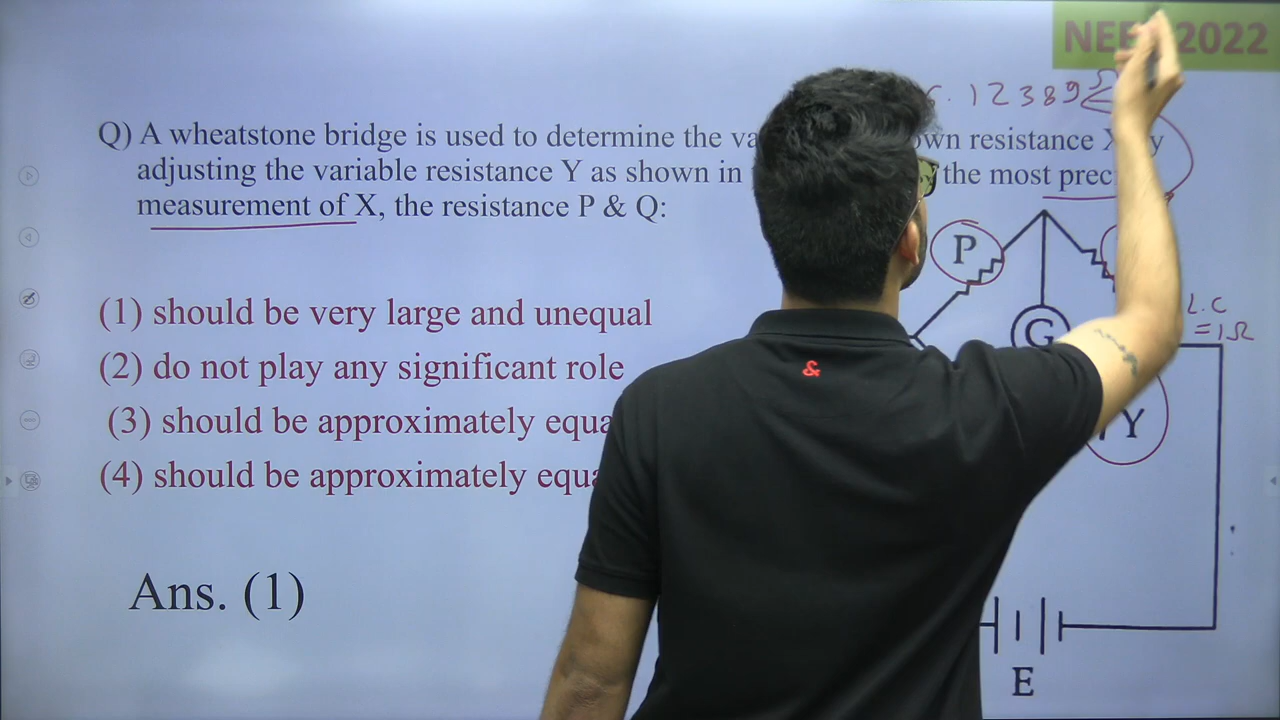 NEE 2022
. 12389
Q) A wheatstone bridge is used to determine the va own resistance X y
adjusting the variable resistance Y as shown in the most prec
measurement of X, the resistance P & Q:
P
(1) should be very large and unequal
L.C
=1Ω
G
(2) do not play any significant role
&
(3) should be approximately equa
Y
(4) should be approximately equa
Ans. (1)
E